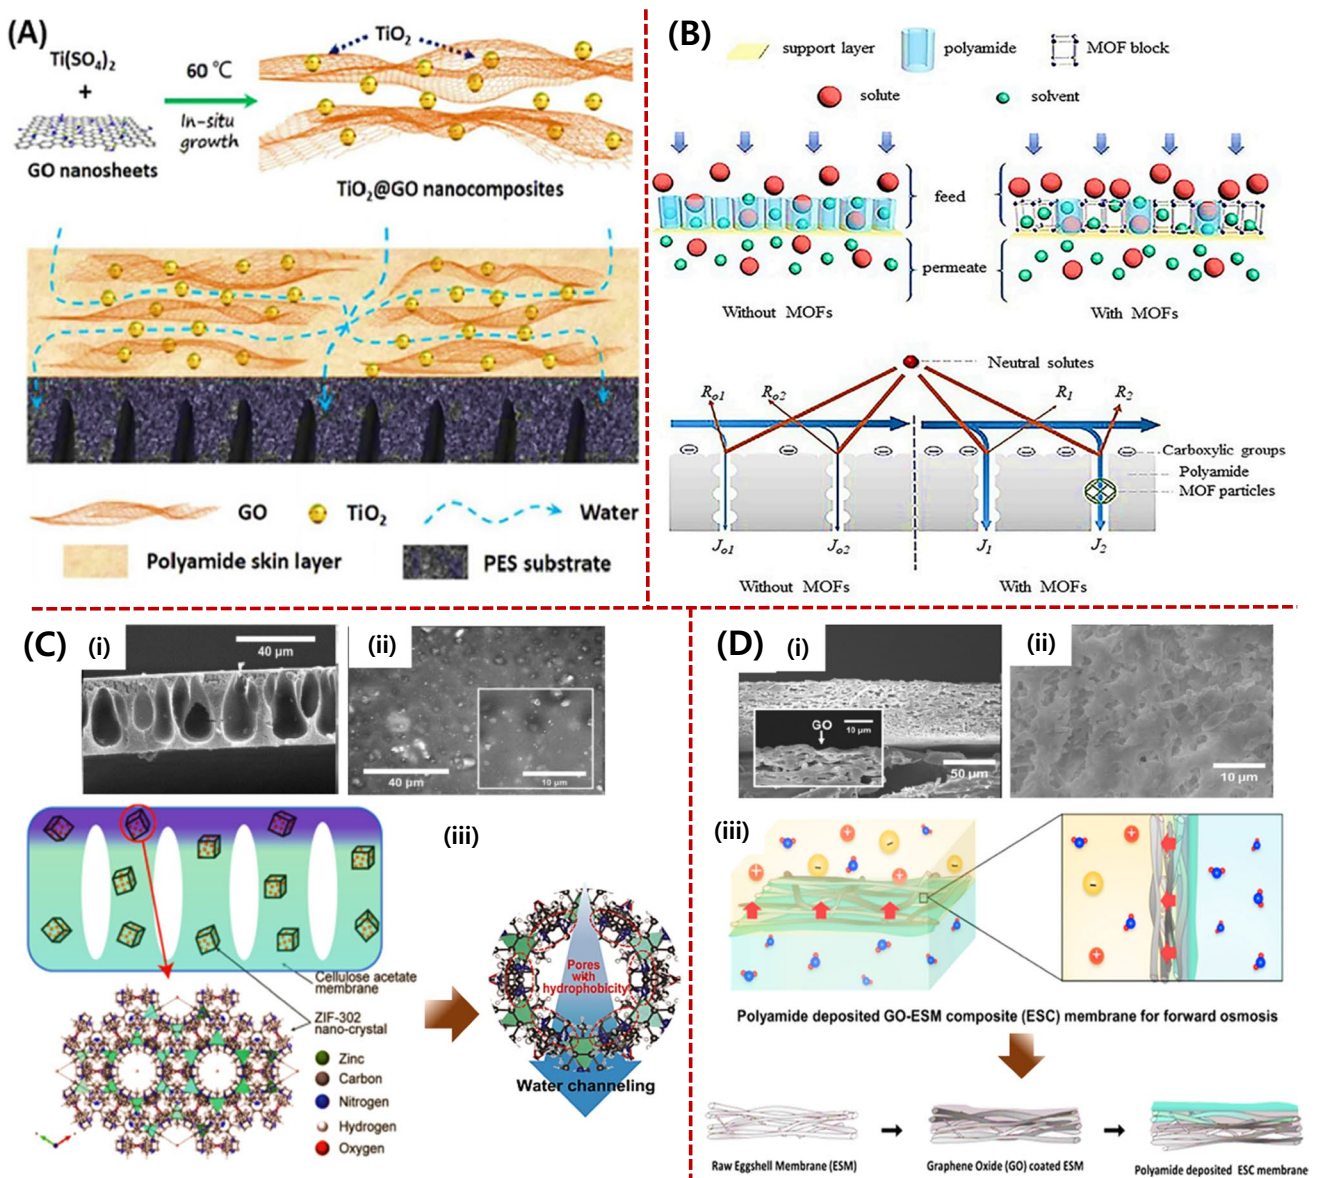 (A)
Ti(SO4)2
+
GO nanosheets
60 ℃
In-situ
growth
TiO2
TiO2@GO nanocomposites
GO
TiO2
Water
Polyamide skin layer
PES substrate
(B)
support layer
polyamide
MOF block
solute
solvent
feed
permeate
Without MOFs
With MOFs
Neutral solutes
Ro1
Ro2
R1
R2
Carboxylic groups
Polyamide
MOF particles
Jo1
Jo2
J1
J2
Without MOFs
With MOFs
(C)
(i)
40 μm
(ii)
40 μm
10 μm
(iii)
Cellulose acetate
membrane
ZIF-302
nano-crystal
Zinc
Carbon
Nitrogen
Hydrogen
Oxygen
Pores
with
hydrophobicity
Water channeling
(D)
(i)
GO
10 μm
50 μm
(ii)
10 μm
(iii)
+
-
+
-
+
-
+
Polyamide deposited GO-ESM composite (ESC) membrane for forward osmosis
Raw Eggshell Membrane (ESM)
Graphene Oxide (GO) coated ESM
Polyamide deposited ESC membrane